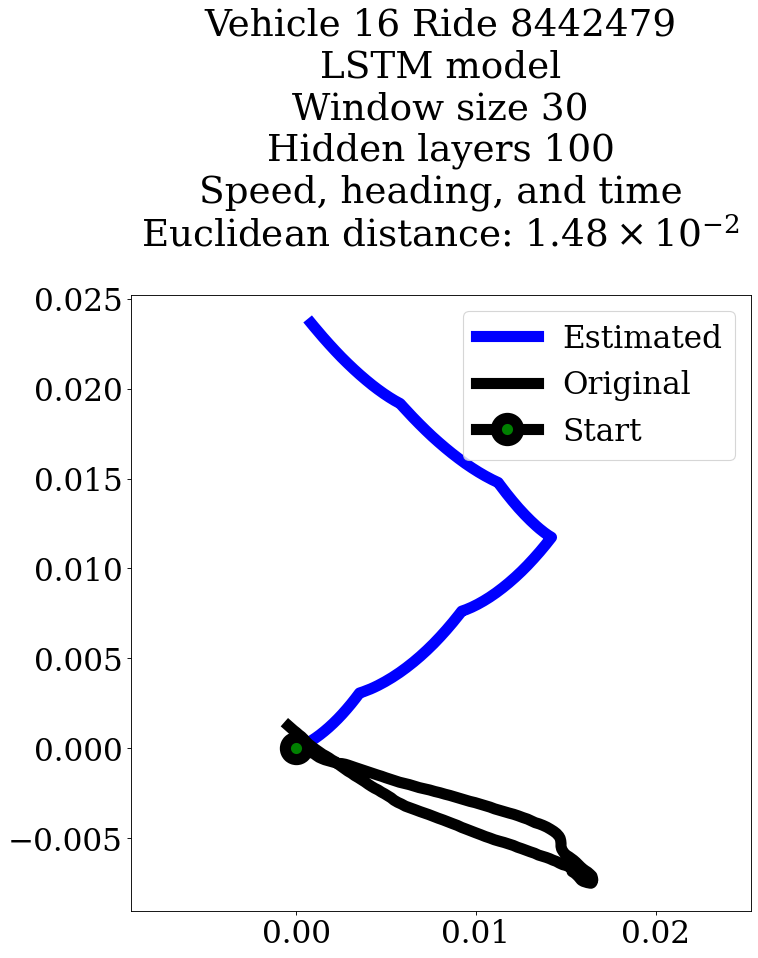 Vehicle 16 Ride 8442479
LSTM model
Window size 30
Hidden layers 100
Speed, heading, and time
Euclidean distance: 1.48 × 10⁻²
0.025
0.020
0.015
0.010
0.005
0.000
−0.005
Estimated
Original
Start
0.00 0.01 0.02